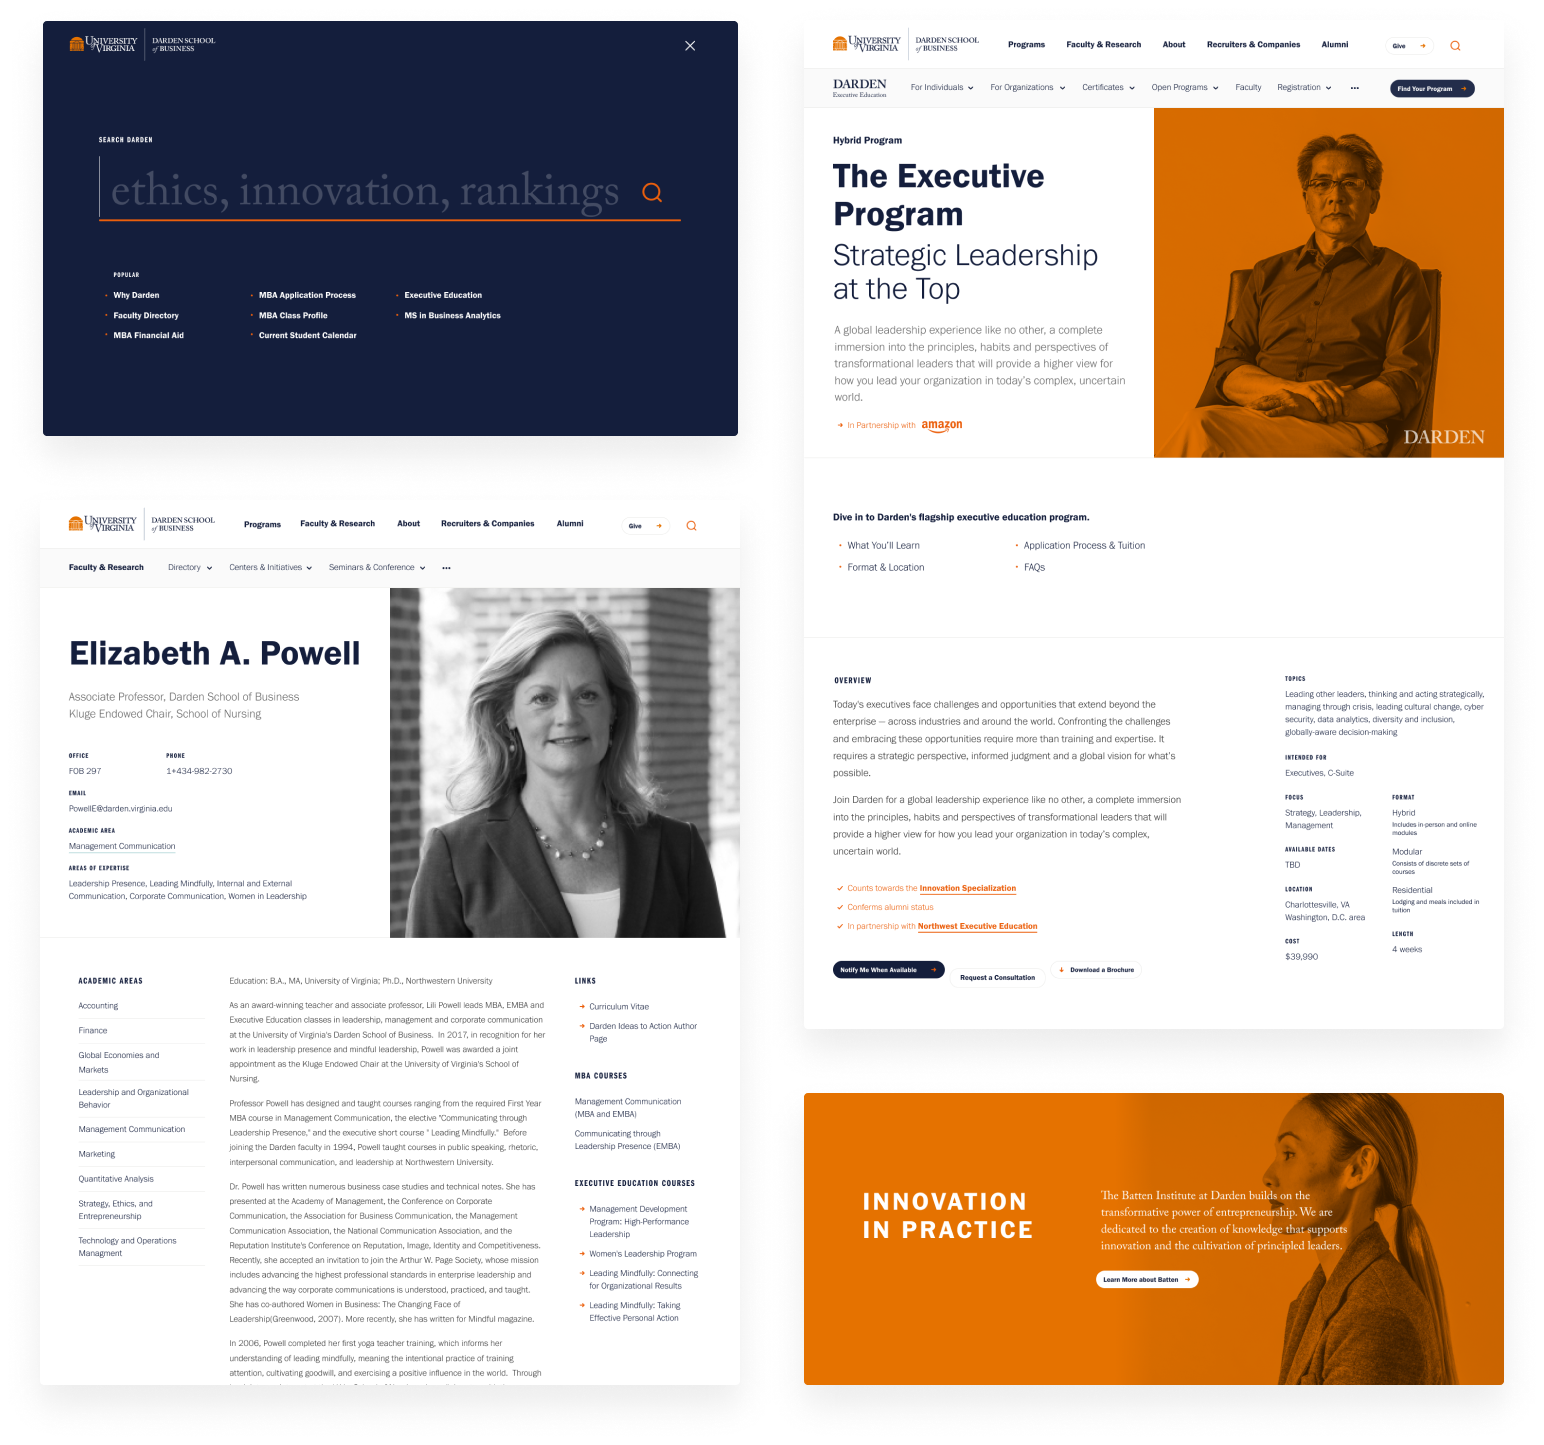 UNIVERSITY
of VIRGINIA
DARDEN SCHOOL
of BUSINESS
SEARCH DARDEN
ethics, innovation, rankings
POPULAR
Why Darden
Faculty Directory
MBA Financial Aid
MBA Application Process
MBA Class Profile
Current Student Calendar
Executive Education
MS in Business Analytics
UNIVERSITY
of VIRGINIA
DARDEN SCHOOL
of BUSINESS
Programs Faculty & Research About Recruiters & Companies Alumni Give
Faculty & Research Directory Centers & Initiatives Seminars & Conference
Elizabeth A. Powell
Associate Professor, Darden School of Business
Kluge Endowed Chair, School of Nursing
OFFICE
FOB 297
PHONE
1+434-982-2730
EMAIL
PowellE@darden.virginia.edu
ACADEMIC AREA
Management Communication
AREAS OF EXPERTISE
Leadership Presence, Leading Mindfully, Internal and External
Communication, Corporate Communication, Women in Leadership
ACADEMIC AREAS
Accounting
Finance
Global Economies and
Markets
Leadership and Organizational
Behavior
Management Communication
Marketing
Quantitative Analysis
Strategy, Ethics, and
Entrepreneurship
Technology and Operations
Managment
Education: B.A., MA, University of Virginia; Ph.D., Northwestern University
As an award-winning teacher and associate professor, Lili Powell leads MBA, EMBA and
Executive Education classes in leadership, management and corporate communication
at the University of Virginia's Darden School of Business. In 2017, in recognition for her
work in leadership presence and mindful leadership, Powell was awarded a joint
appointment as the Kluge Endowed Chair at the University of Virginia's School of
Nursing.
Professor Powell has designed and taught courses ranging from the required First Year
MBA course in Management Communication, the elective "Communicating through
Leadership Presence," and the executive short course " Leading Mindfully." Before
joining the Darden faculty in 1994, Powell taught courses in public speaking, rhetoric,
interpersonal communication, and leadership at Northwestern University.
Dr. Powell has written numerous business case studies and technical notes. She has
presented at the Academy of Management, the Conference on Corporate
Communication, the Association for Business Communication, the Management
Communication Association, the National Communication Association, and the
Reputation Institute's Conference on Reputation, Image, Identity and Competitiveness.
Recently, she accepted an invitation to join the Arthur W. Page Society, whose mission
includes advancing the highest professional standards in enterprise leadership and
advancing the way corporate communications is understood, practiced, and taught.
She has co-authored Women in Business: The Changing Face of
Leadership(Greenwood, 2007). More recently, she has written for Mindful magazine.
In 2006, Powell completed her first yoga teacher training, which informs her
understanding of leading mindfully, meaning the intentional practice of training
attention, cultivating goodwill, and exercising a positive influence in the world. Through
LINKS
Curriculum Vitae
Darden Ideas to Action Author
Page
MBA COURSES
Management Communication
(MBA and EMBA)
Communicating through
Leadership Presence (EMBA)
EXECUTIVE EDUCATION COURSES
Management Development
Program: High-Performance
Leadership
Women's Leadership Program
Leading Mindfully: Connecting
for Organizational Results
Leading Mindfully: Taking
Effective Personal Action
UNIVERSITY
of VIRGINIA
DARDEN SCHOOL
of BUSINESS
Programs Faculty & Research About Recruiters & Companies Alumni Give
DARDEN
Executive Education
For Individuals For Organizations Certificates Open Programs Faculty Registration Find Your Program
Hybrid Program
The Executive
Program
Strategic Leadership
at the Top
A global leadership experience like no other, a complete
immersion into the principles, habits and perspectives of
transformational leaders that will provide a higher view for
how you lead your organization in today's complex, uncertain
world.
In Partnership with amazon
DARDEN
Dive in to Darden's flagship executive education program.
What You'll Learn
Format & Location
Application Process & Tuition
FAQs
OVERVIEW
Today's executives face challenges and opportunities that extend beyond the
enterprise — across industries and around the world. Confronting the challenges
and embracing these opportunities require more than training and expertise. It
requires a strategic perspective, informed judgment and a global vision for what's
possible.
Join Darden for a global leadership experience like no other, a complete immersion
into the principles, habits and perspectives of transformational leaders that will
provide a higher view for how you lead your organization in today's complex,
uncertain world.
Counts towards the Innovation Specialization
Conferms alumni status
In partnership with Northwest Executive Education
Notify Me When Available Request a Consultation Download a Brochure
TOPICS
Leading other leaders, thinking and acting strategically,
managing through crisis, leading cultural change, cyber
security, data analytics, diversity and inclusion,
globally-aware decision-making
INTENDED FOR
Executives, C-Suite
FOCUS
Strategy, Leadership,
Management
AVAILABLE DATES
TBD
LOCATION
Charlottesville, VA
Washington, D.C. area
COST
$39,990
FORMAT
Hybrid
Includes in-person and online
modules
Modular
Consists of discrete sets of
courses
Residential
Lodging and meals included in
tuition
LENGTH
4 weeks
INNOVATION
IN PRACTICE
The Batten Institute at Darden builds on the
transformative power of entrepreneurship. We are
dedicated to the creation of knowledge that supports
innovation and the cultivation of principled leaders.
Learn More about Batten